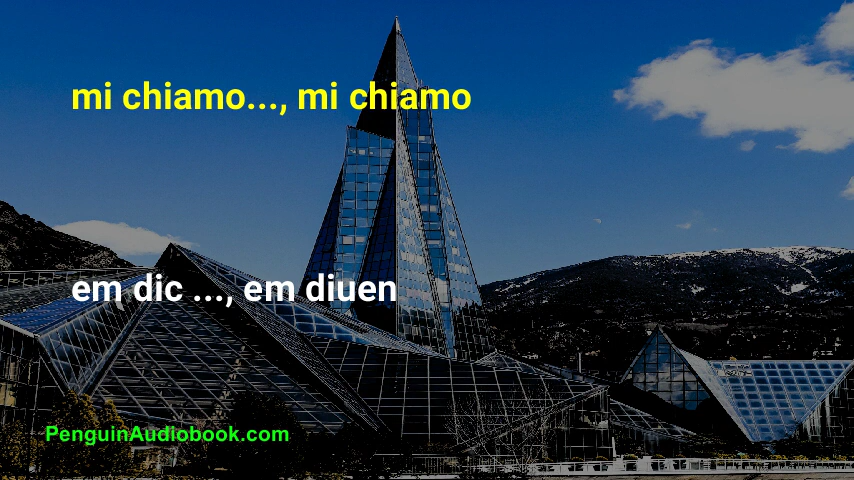 mi chiamo..., mi chiamo
em dic ..., em diuen
PenguinAudiobook.com